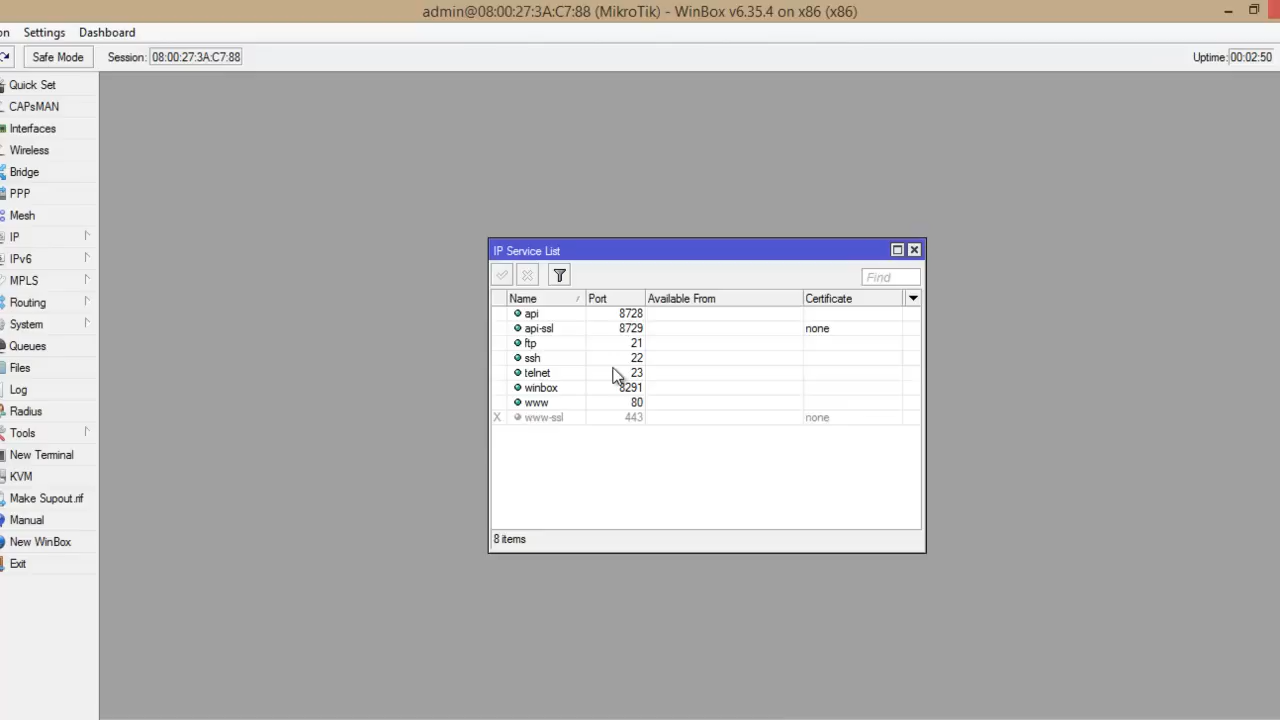 admin@08:00:27:3A:C7:88 (MikroTik) - WinBox v6.35.4 on x86 (x86)
on Settings Dashboard
Safe Mode Session: 08:00:27:3A:C7:88 Uptime: 00:02:50
Quick Set
CAPsMAN
Interfaces
Wireless
Bridge
PPP
Mesh
IP
IPv6
MPLS
Routing
System
Queues
Files
Log
Radius
Tools
New Terminal
KVM
Make Supout.rif
Manual
New WinBox
Exit
IP Service List
Find
Name / Port Available From Certificate
api 8728
api-ssl 8729 none
ftp 21
ssh 22
telnet 23
winbox 8291
www 80
X www-ssl 443 none
8 items